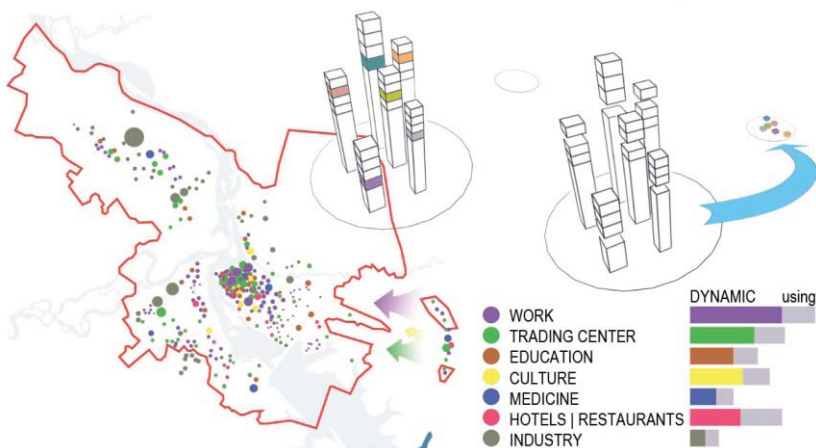 DYNAMIC using
WORK
TRADING CENTER
EDUCATION
CULTURE
MEDICINE
HOTELS | RESTAURANTS
INDUSTRY